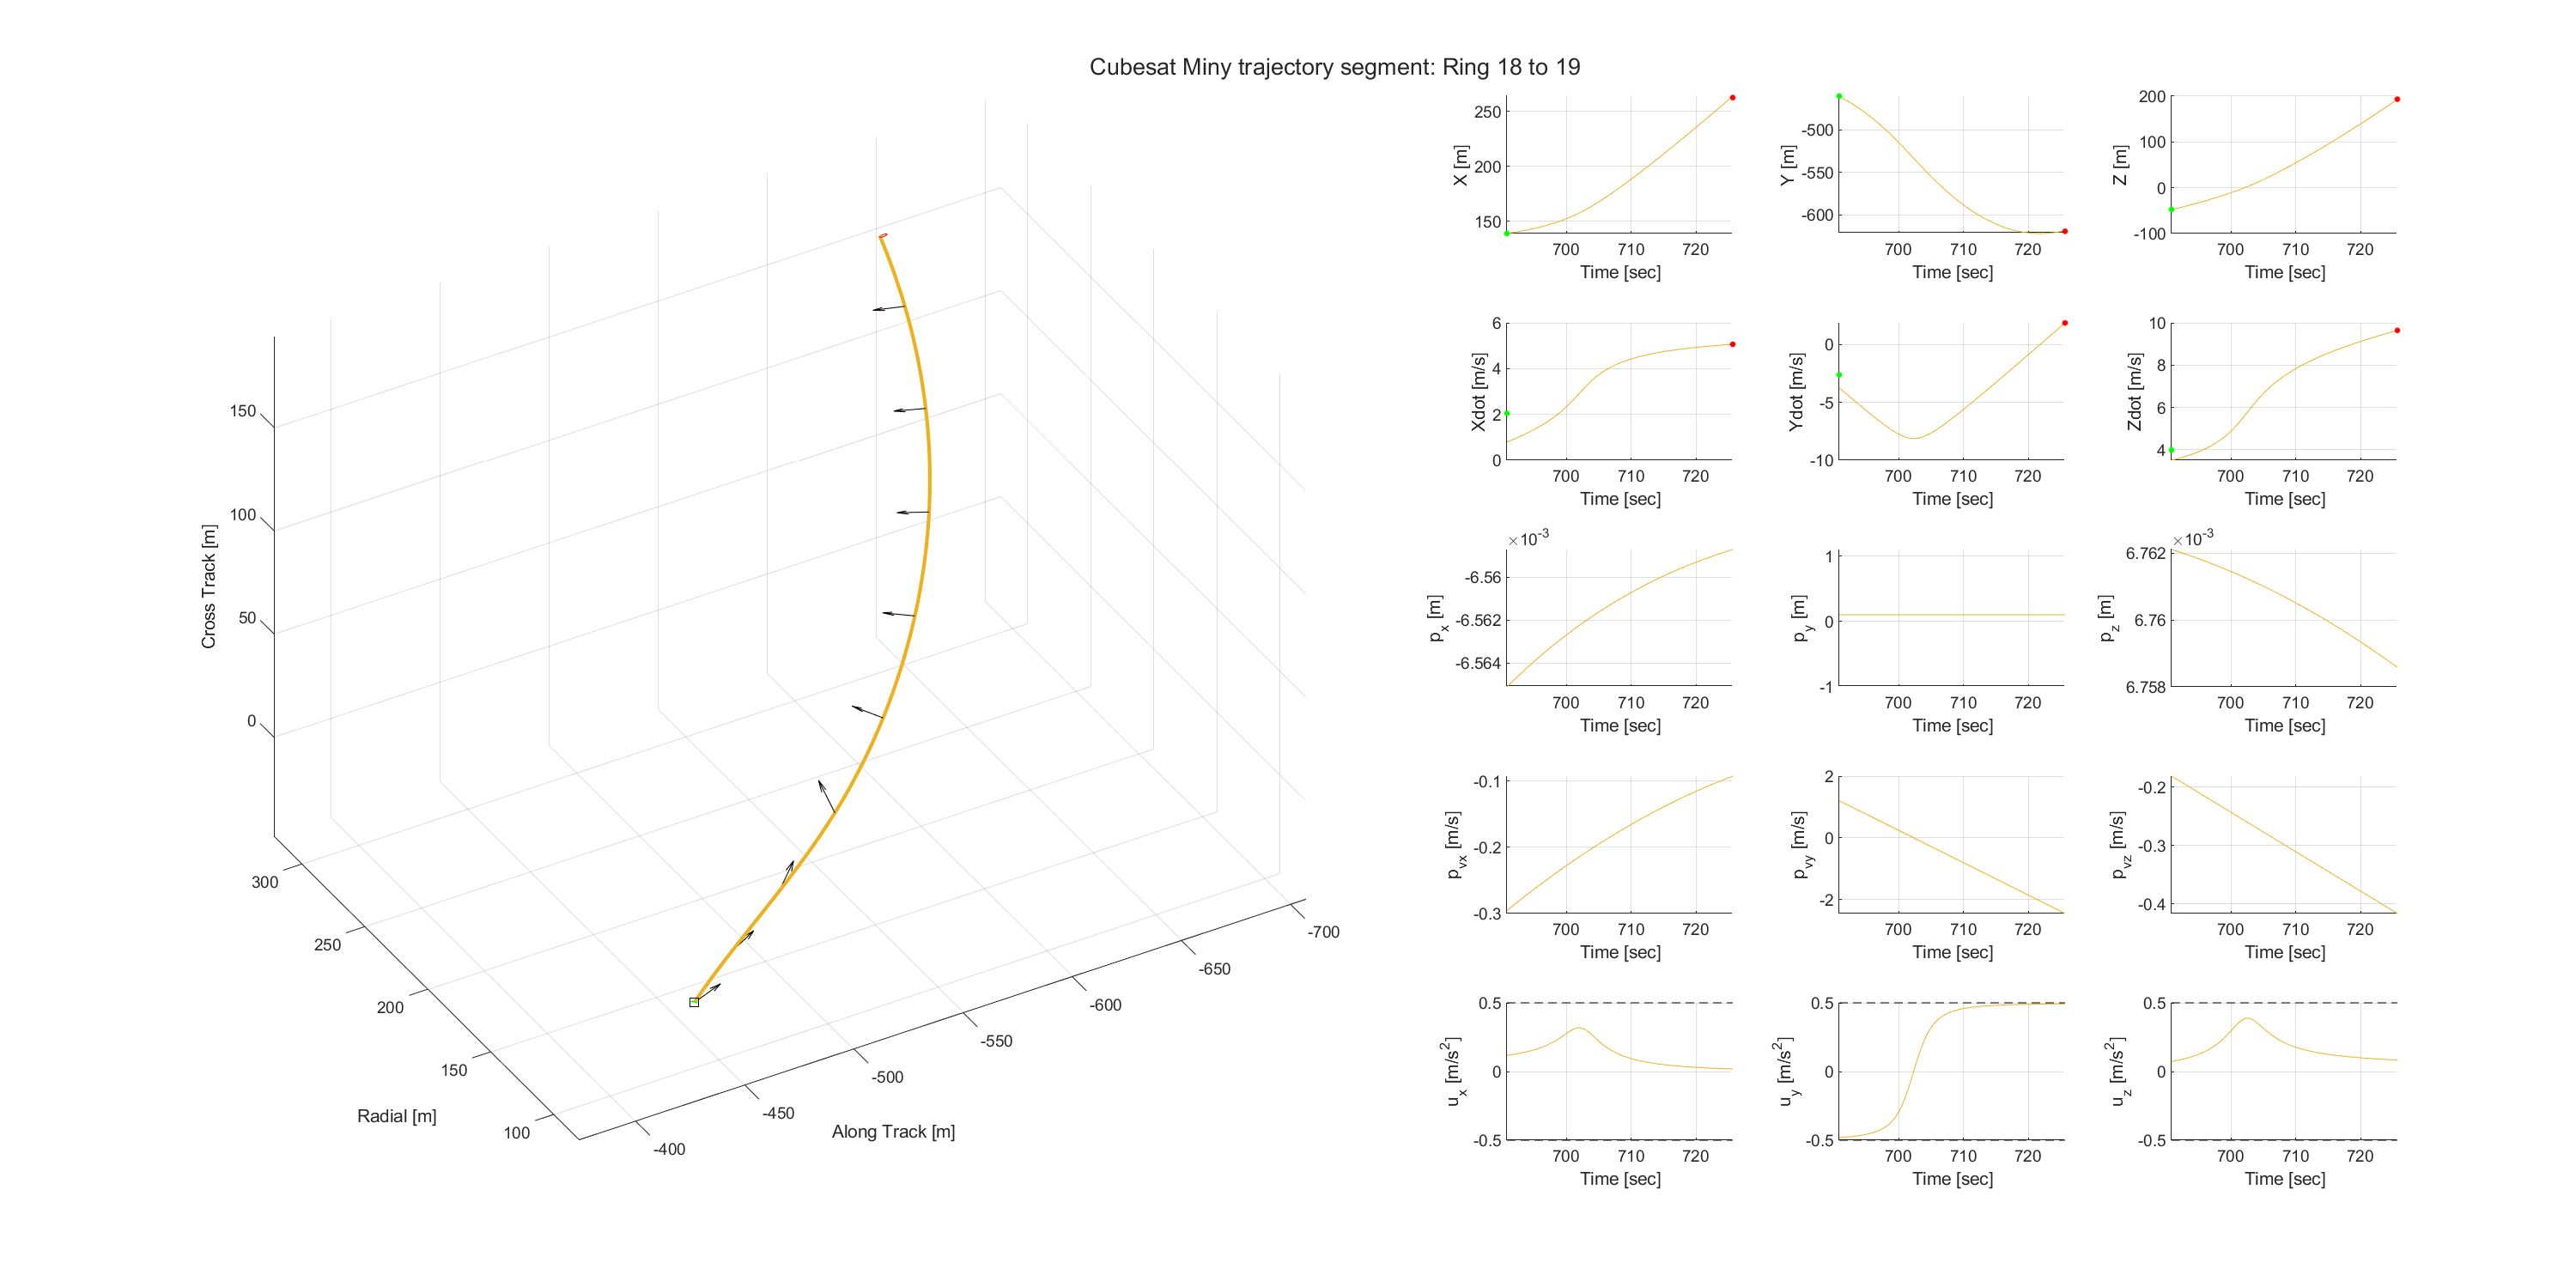 Cubesat Miny trajectory segment: Ring 18 to 19
Cross Track [m]
150
100
50
0
300
250
200
150
100
Radial [m]
-400
-450
-500
-550
-600
-650
-700
Along Track [m]
X [m]
250
200
150
700 710 720
Time [sec]
Y [m]
-500
-550
-600
700 710 720
Time [sec]
Z [m]
200
100
0
-100
700 710 720
Time [sec]
Xdot [m/s]
6
4
2
0
700 710 720
Time [sec]
Ydot [m/s]
0
-5
-10
700 710 720
Time [sec]
Zdot [m/s]
10
8
6
4
700 710 720
Time [sec]
×10-3
px [m]
-6.56
-6.562
-6.564
700 710 720
Time [sec]
py [m]
1
0
-1
700 710 720
Time [sec]
×10-3
pz [m]
6.762
6.76
6.758
700 710 720
Time [sec]
pvx [m/s]
-0.1
-0.2
-0.3
700 710 720
Time [sec]
pvy [m/s]
2
0
-2
700 710 720
Time [sec]
pvz [m/s]
-0.2
-0.3
-0.4
700 710 720
Time [sec]
ux [m/s2]
0.5
0
-0.5
700 710 720
Time [sec]
uy [m/s2]
0.5
0
-0.5
700 710 720
Time [sec]
uz [m/s2]
0.5
0
-0.5
700 710 720
Time [sec]